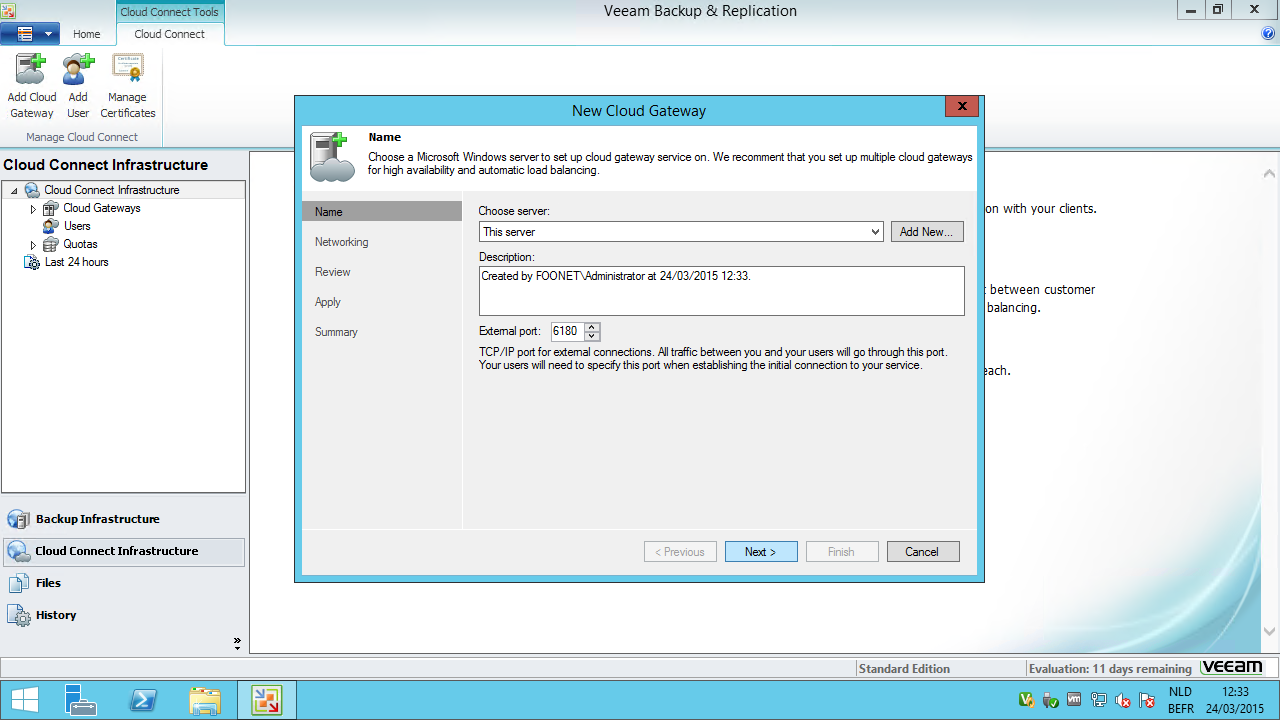 Cloud Connect Tools
Veeam Backup & Replication
Home
Cloud Connect
Add Cloud Gateway
Add User
Manage Certificates
Manage Cloud Connect
Cloud Connect Infrastructure
Cloud Connect Infrastructure
Cloud Gateways
Users
Quotas
Last 24 hours
Backup Infrastructure
Cloud Connect Infrastructure
Files
History
New Cloud Gateway
Name
Choose a Microsoft Windows server to set up cloud gateway service on. We recomment that you set up multiple cloud gateways
for high availability and automatic load balancing.
Name
Networking
Review
Apply
Summary
Choose server:
This server
Add New...
Description:
Created by FOONET\Administrator at 24/03/2015 12:33.
External port: 6180
TCP/IP port for external connections. All traffic between you and your users will go through this port.
Your users will need to specify this port when establishing the initial connection to your service.
< Previous
Next >
Finish
Cancel
on with your clients.
between customer
balancing.
each.
Standard Edition
Evaluation: 11 days remaining
veeam
NLD
BEFR
12:33
24/03/2015